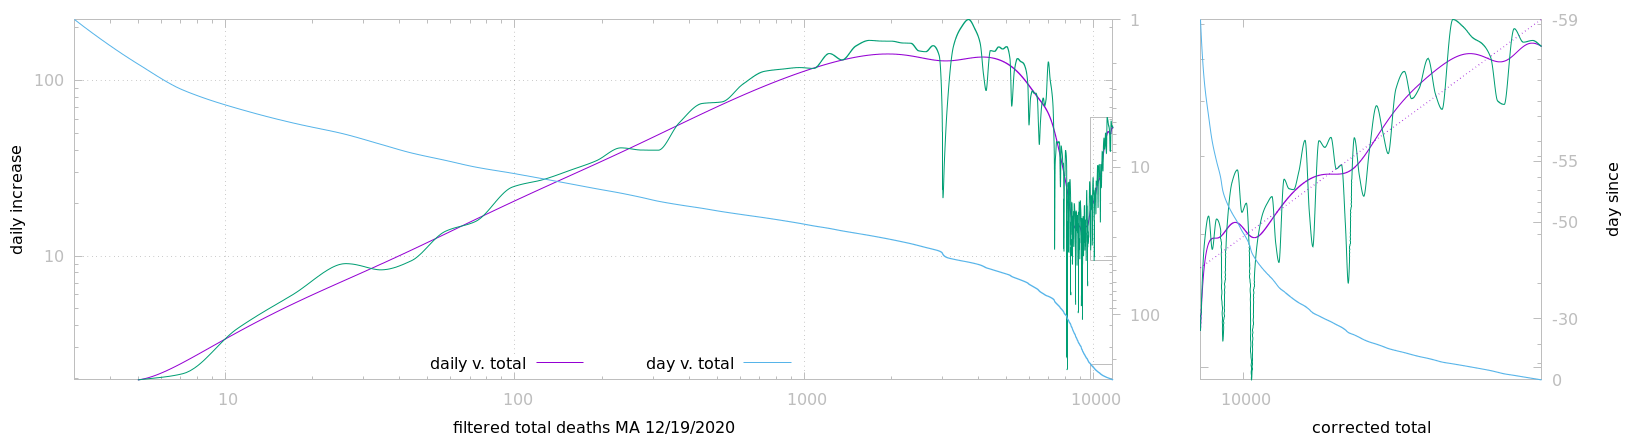 1
-59
100
-55
10
-50
daily increase
day since
10
100
-30
daily v. total
day v. total
0
10
100
1000
10000
10000
filtered total deaths MA 12/19/2020
corrected total